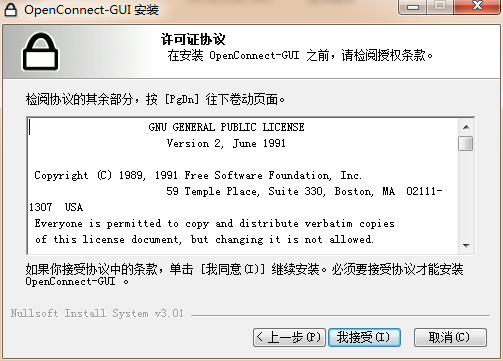 OpenConnect-GUI 安装
许可证协议
在安装 OpenConnect-GUI 之前，请检阅授权条款。
检阅协议的其余部分，按 [PgDn] 往下卷动页面。
GNU GENERAL PUBLIC LICENSE
Version 2, June 1991
Copyright (C) 1989, 1991 Free Software Foundation, Inc.
59 Temple Place, Suite 330, Boston, MA  02111-
1307  USA
Everyone is permitted to copy and distribute verbatim copies
of this license document, but changing it is not allowed.
如果你接受协议中的条款，单击 [我同意(I)] 继续安装。必须要接受协议才能安装
OpenConnect-GUI 。
Nullsoft Install System v3.01
< 上一步(P)
我接受(I)
取消(C)